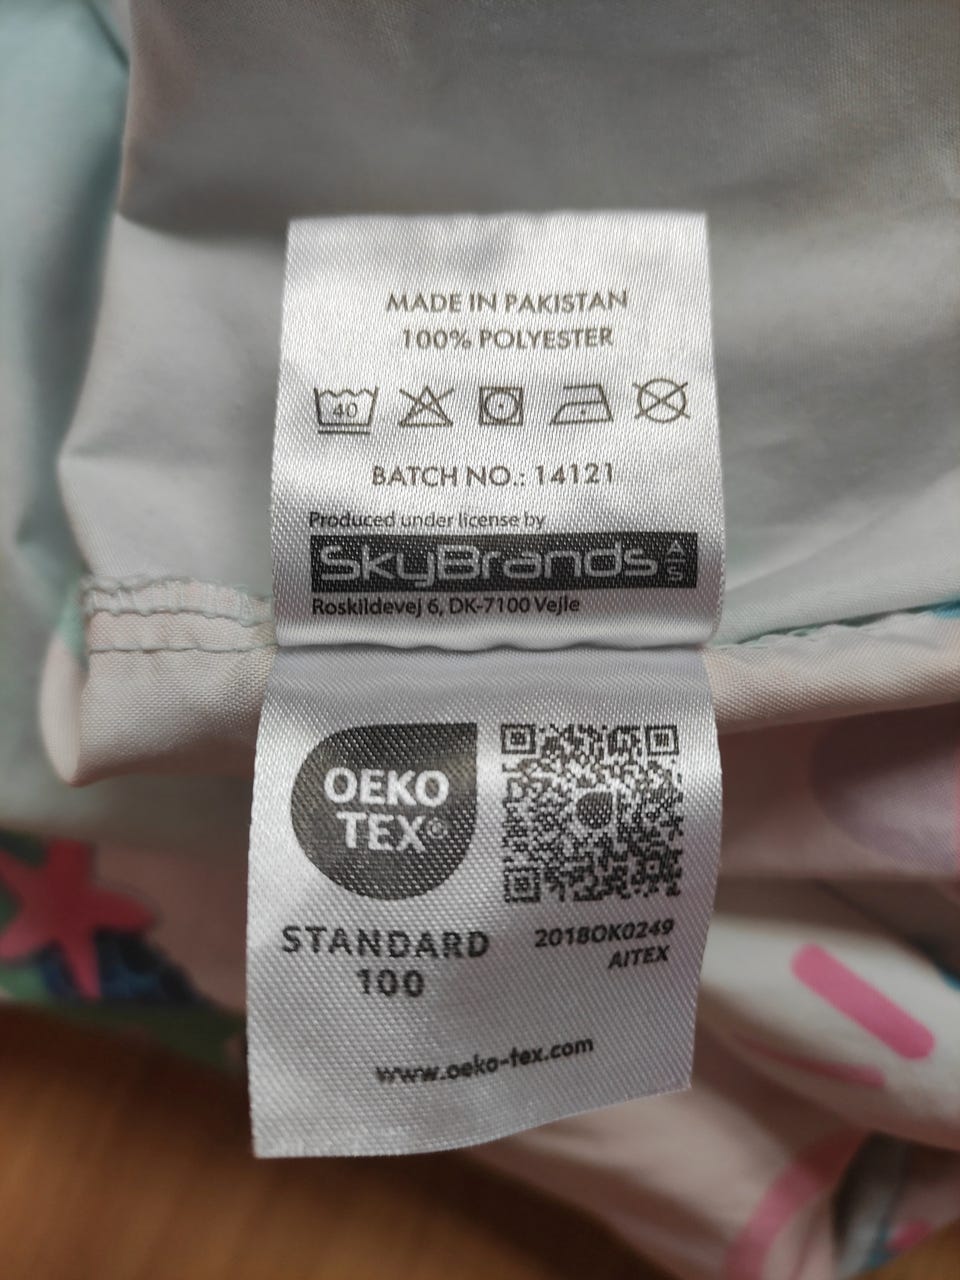 MADE IN PAKISTAN
100% POLYESTER
40
BATCH NO.: 14121
Produced under license by
SkyBrands A/S
Roskildevej 6, DK-7100 Vejle
OEKO
TEX®
STANDARD
100
2018OK0249
AITEX
www.oeko-tex.com